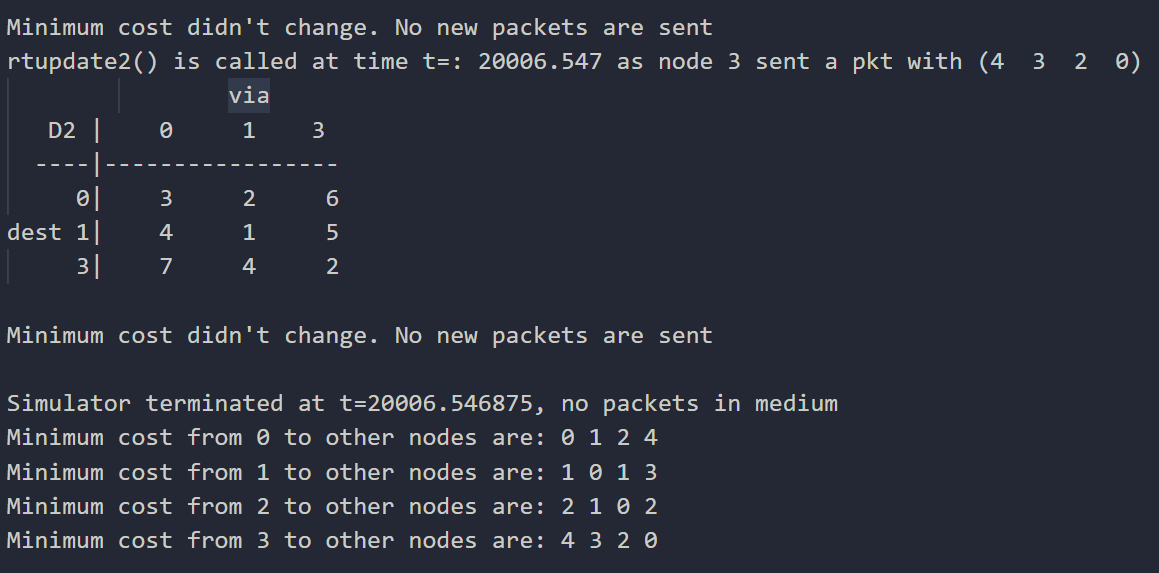 Minimum cost didn't change. No new packets are sent
rtupdate2() is called at time t=: 20006.547 as node 3 sent a pkt with (4  3  2  0)
                via
   D2 |    0     1    3
  ----|-----------------
     0|    3     2     6
dest 1|    4     1     5
     3|    7     4     2

Minimum cost didn't change. No new packets are sent

Simulator terminated at t=20006.546875, no packets in medium
Minimum cost from 0 to other nodes are: 0 1 2 4
Minimum cost from 1 to other nodes are: 1 0 1 3
Minimum cost from 2 to other nodes are: 2 1 0 2
Minimum cost from 3 to other nodes are: 4 3 2 0